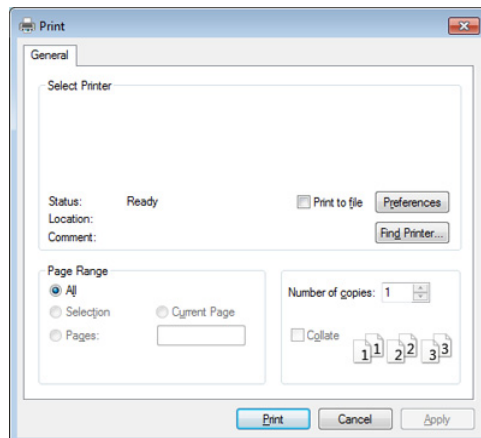 Print
General
Select Printer
Status: Ready
Print to file
Preferences
Location:
Comment:
Find Printer...
Page Range
All
Selection
Current Page
Pages:
Number of copies: 1
Collate
1 1 2 2 3 3
Print
Cancel
Apply